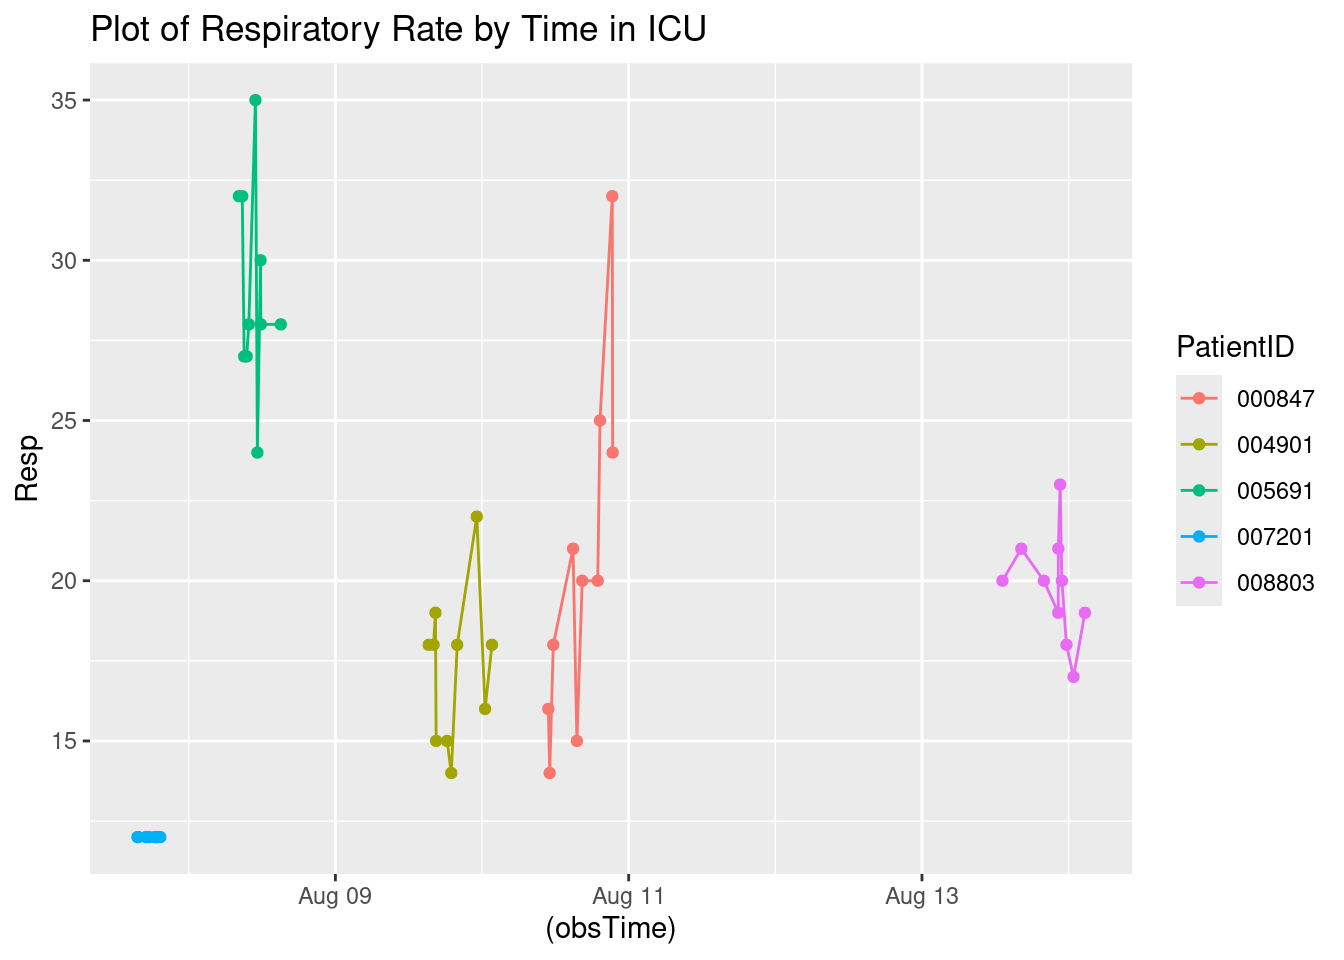 Plot of Respiratory Rate by Time in ICU
35
30
25
20
15
Resp
Aug 09
Aug 11
Aug 13
(obsTime)
PatientID
000847
004901
005691
007201
008803